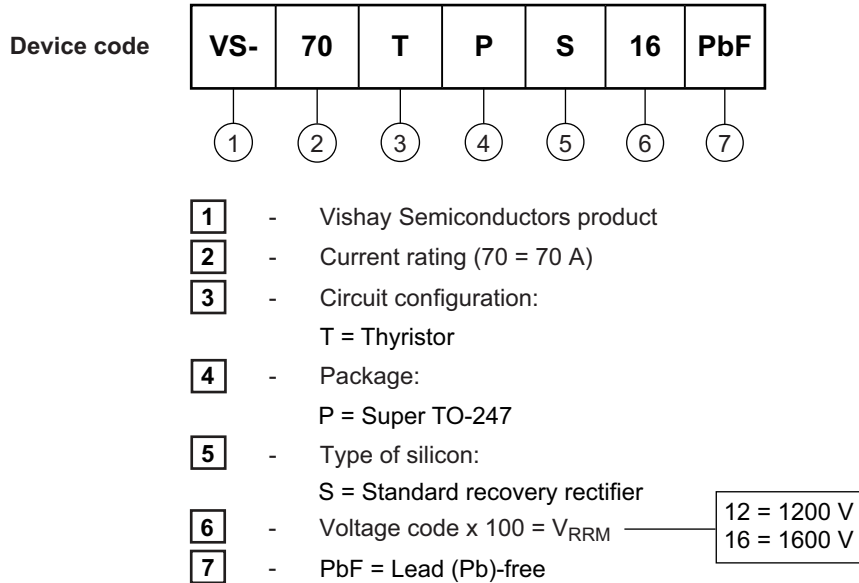 Device code VS- 70 T P S 16 PbF
1 2 3 4 5 6 7
1 - Vishay Semiconductors product
2 - Current rating (70 = 70 A)
3 - Circuit configuration:
T = Thyristor
4 - Package:
P = Super TO-247
5 - Type of silicon:
S = Standard recovery rectifier
6 - Voltage code x 100 = VRRM
12 = 1200 V
16 = 1600 V
7 - PbF = Lead (Pb)-free